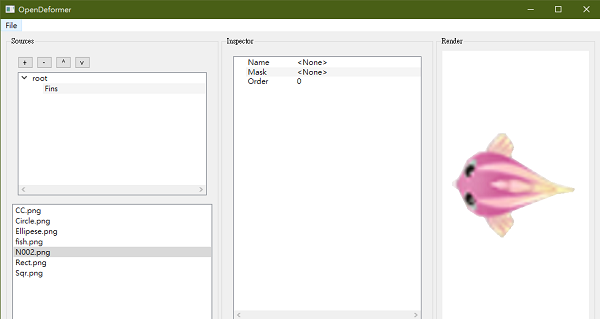 OpenDeformer
File
Sources
Inspector
Render
+ - ^ v
root
Fins
Name <None>
Mask <None>
Order 0
CC.png
Circle.png
Ellipese.png
fish.png
N002.png
Rect.png
Sqr.png